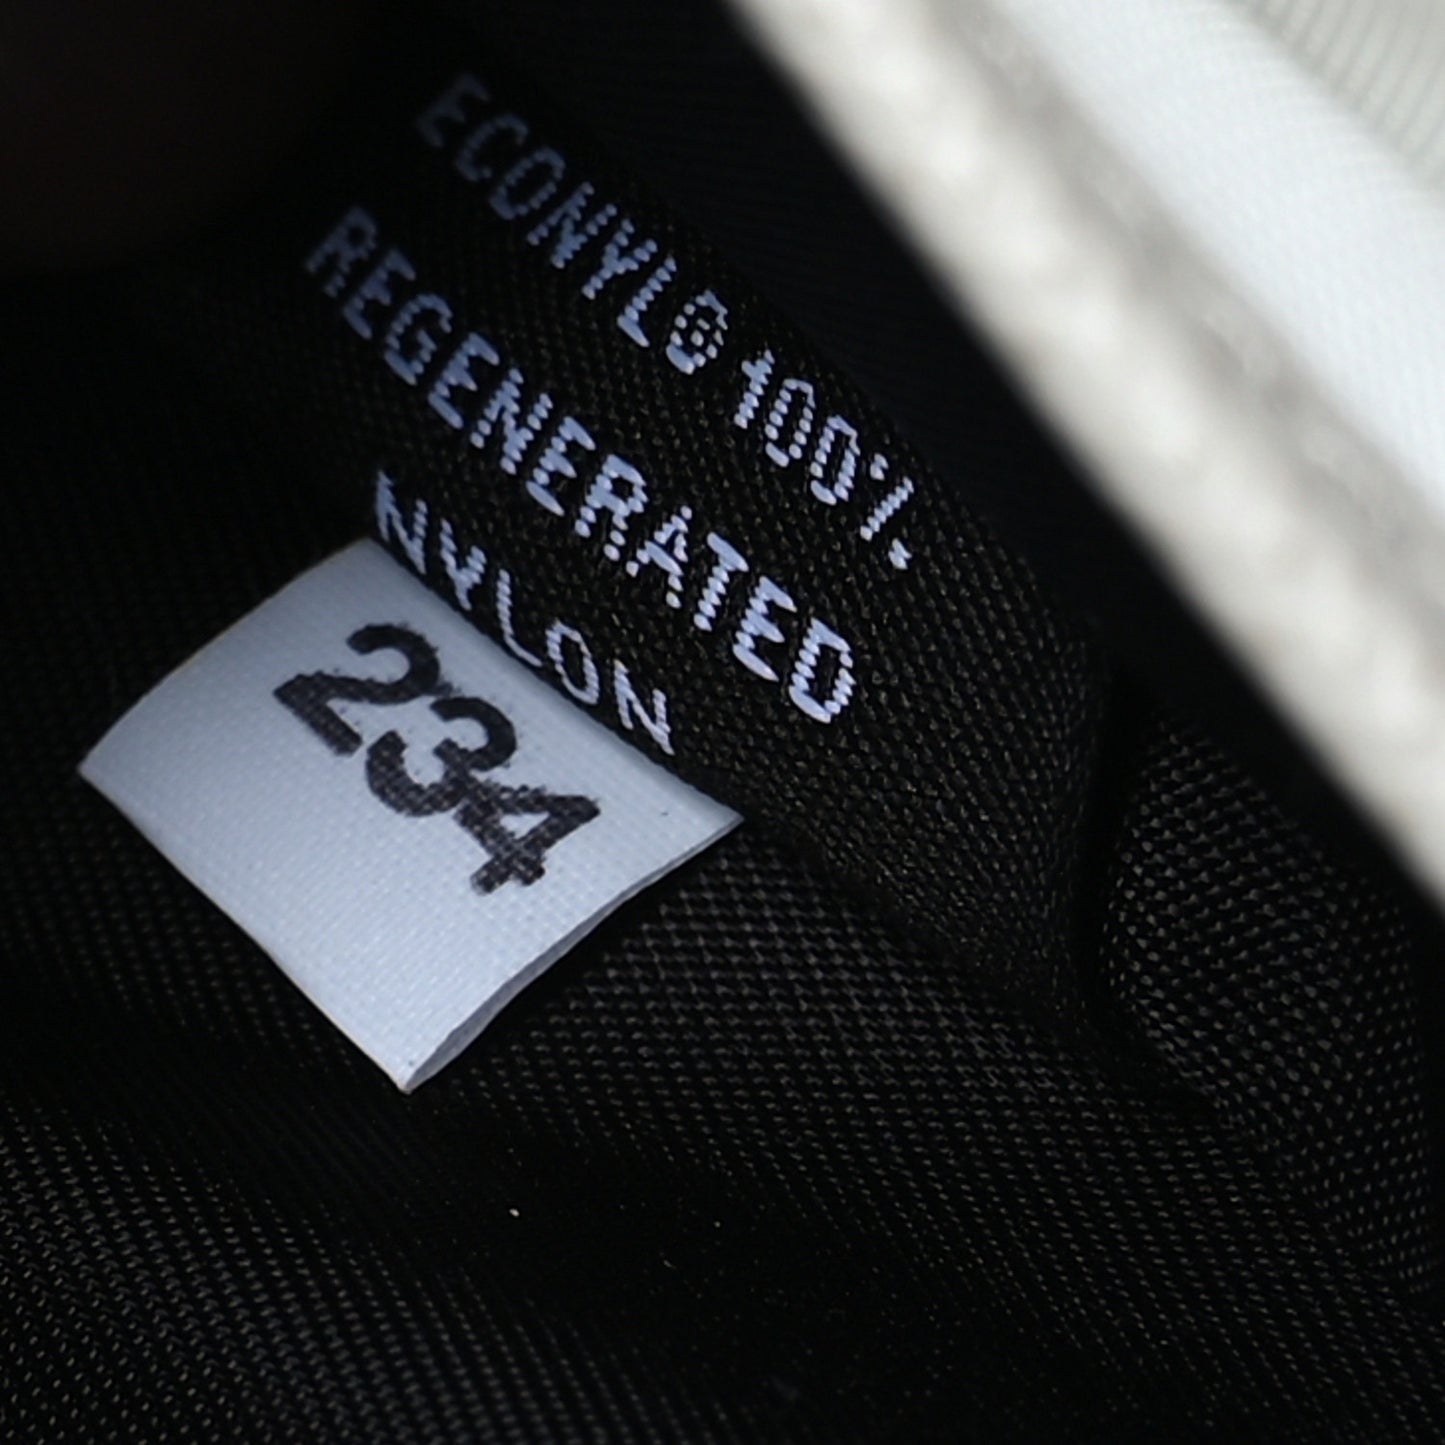 ECONYL® 100%
REGENERATED
NYLON
234